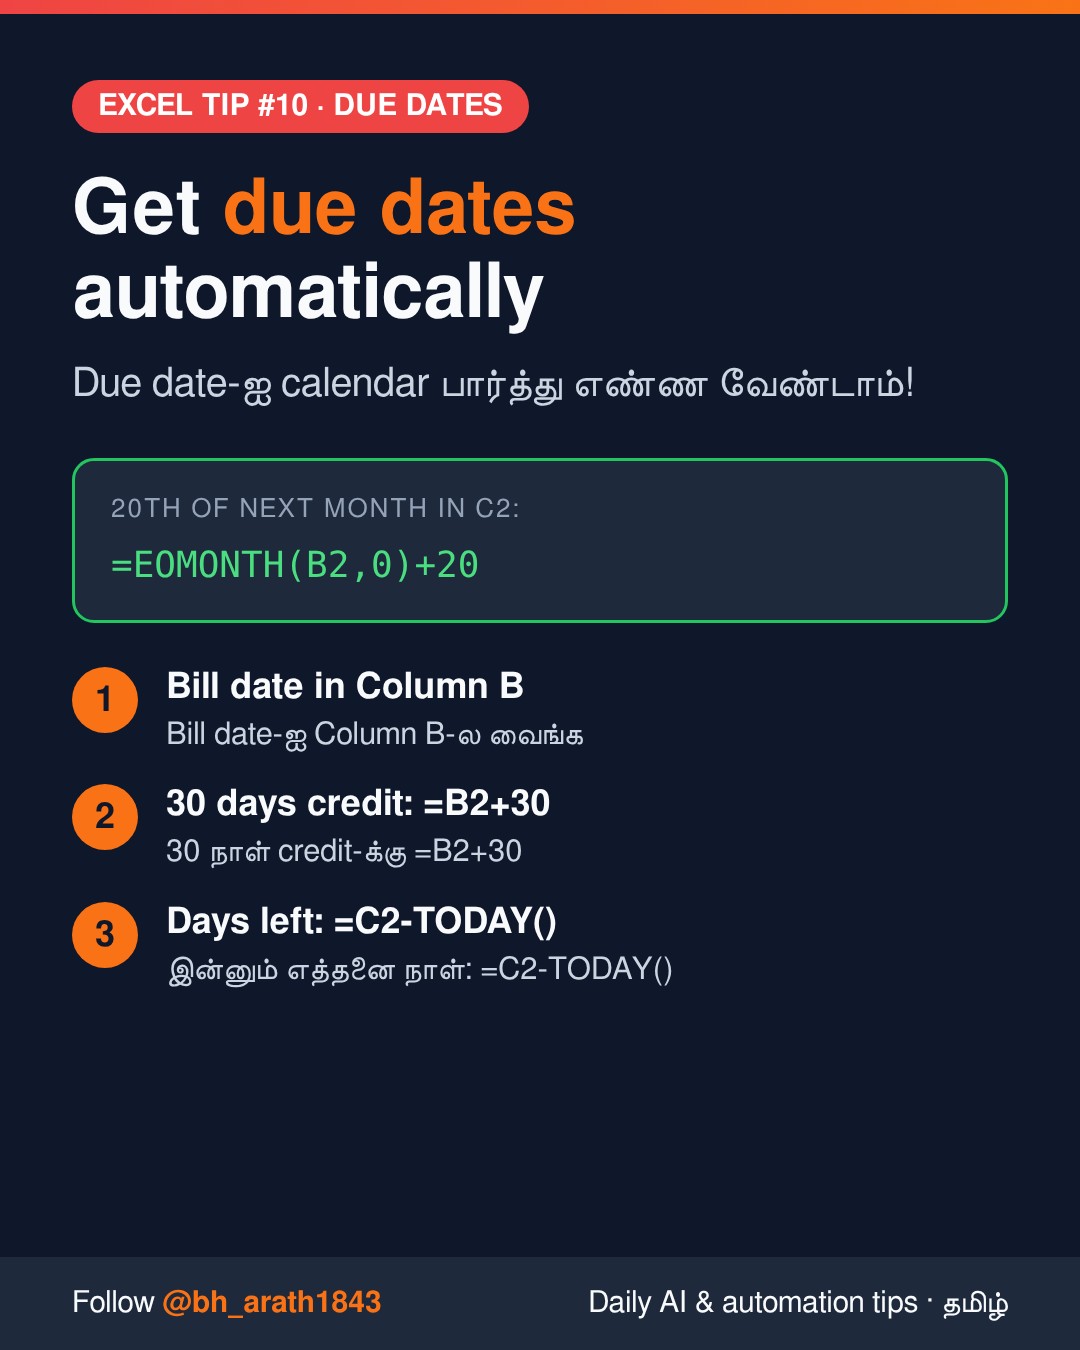 EXCEL TIP #10 · DUE DATES
Get due dates
automatically
Due date-ஐ calendar பார்த்து எண்ண வேண்டாம்!
20TH OF NEXT MONTH IN C2:
=EOMONTH(B2,0)+20
1
Bill date in Column B
Bill date-ஐ Column B-ல வைங்க
2
30 days credit: =B2+30
30 நாள் credit-க்கு =B2+30
3
Days left: =C2-TODAY()
இன்னும் எத்தனை நாள்: =C2-TODAY()
Follow @bh_arath1843
Daily AI & automation tips · தமிழ்